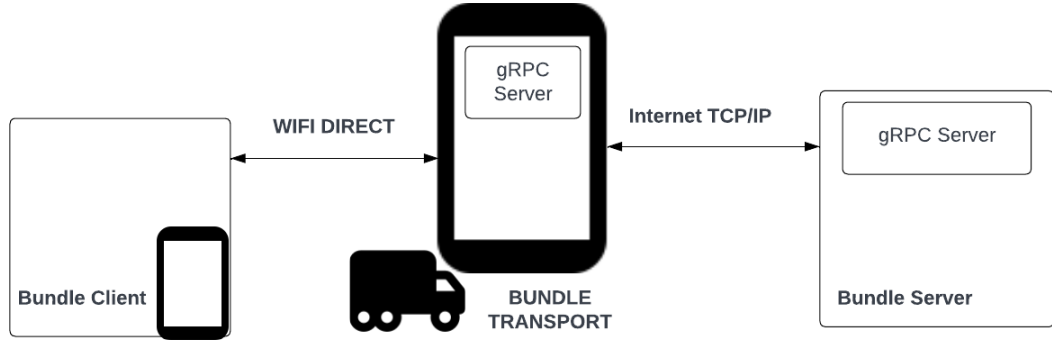 gRPC
Server
WIFI DIRECT
Internet TCP/IP
gRPC Server
Bundle Client
BUNDLE
TRANSPORT
Bundle Server